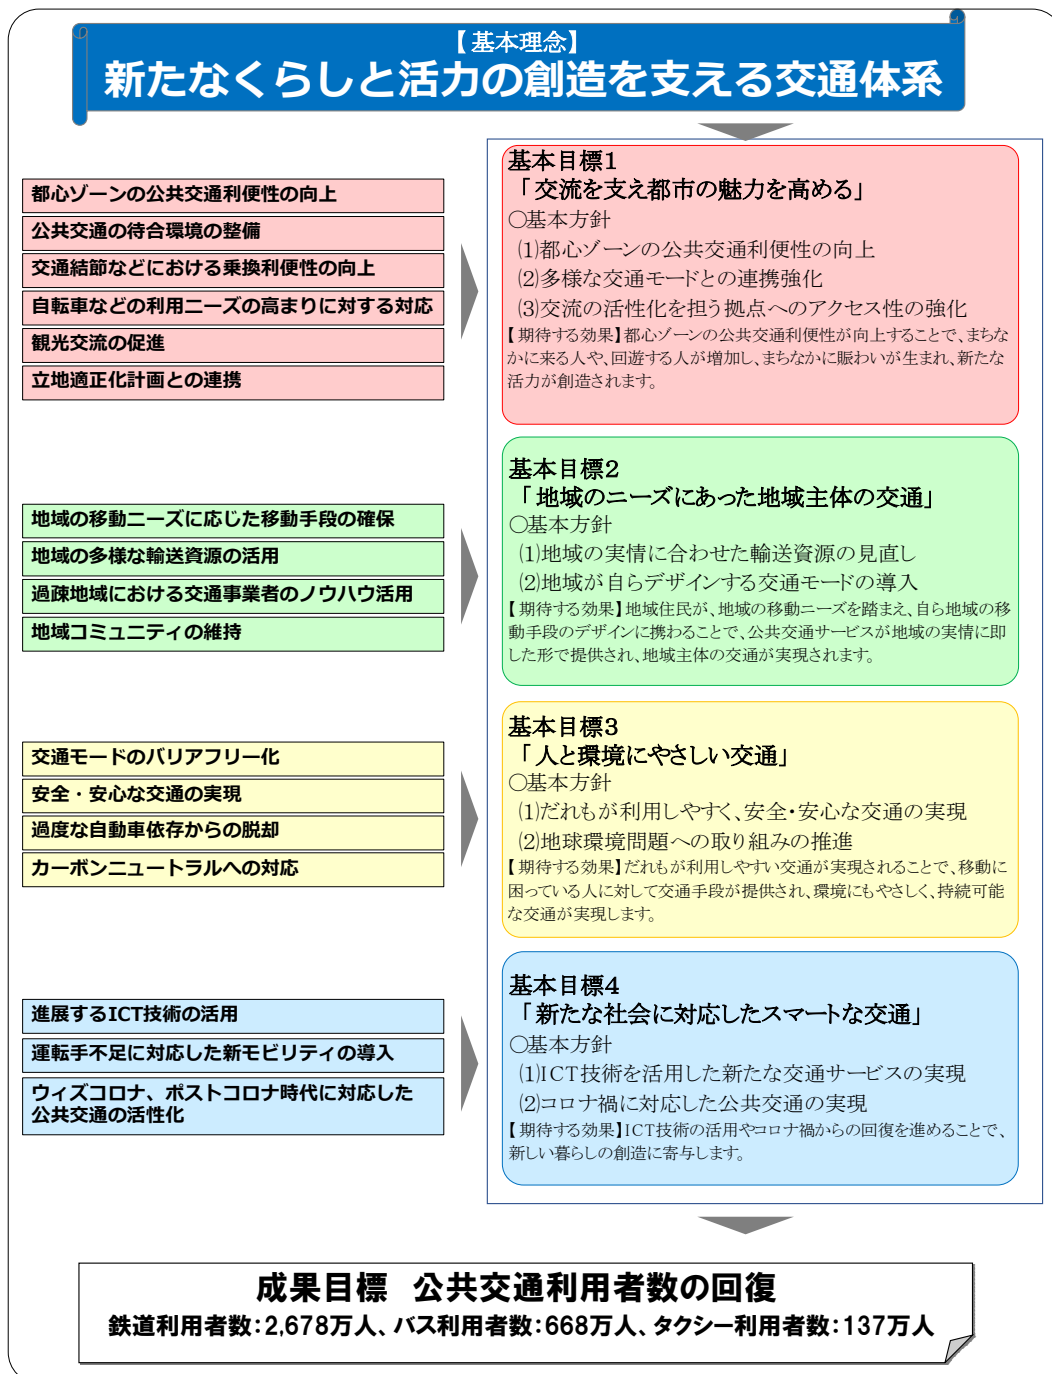 【基本理念】
新たなくらしと活力の創造を支える交通体系
都心ゾーンの公共交通利便性の向上
公共交通の待合環境の整備
交通結節などにおける乗換利便性の向上
自転車などの利用ニーズの高まりに対する対応
観光交流の促進
立地適正化計画との連携
基本目標1
「交流を支え都市の魅力を高める」
○基本方針
(1)都心ゾーンの公共交通利便性の向上
(2)多様な交通モードとの連携強化
(3)交流の活性化を担う拠点へのアクセス性の強化
【期待する効果】都心ゾーンの公共交通利便性が向上することで、まちな
かに来る人や、回遊する人が増加し、まちなかに賑わいが生まれ、新たな
活力が創造されます。
地域の移動ニーズに応じた移動手段の確保
地域の多様な輸送資源の活用
過疎地域における交通事業者のノウハウ活用
地域コミュニティの維持
基本目標2
「地域のニーズにあった地域主体の交通」
○基本方針
(1)地域の実情に合わせた輸送資源の見直し
(2)地域が自らデザインする交通モードの導入
【期待する効果】地域住民が、地域の移動ニーズを踏まえ、自ら地域の移
動手段のデザインに携わることで、公共交通サービスが地域の実情に即
した形で提供され、地域主体の交通が実現されます。
交通モードのバリアフリー化
安全・安心な交通の実現
過度な自動車依存からの脱却
カーボンニュートラルへの対応
基本目標3
「人と環境にやさしい交通」
○基本方針
(1)だれもが利用しやすく、安全・安心な交通の実現
(2)地球環境問題への取り組みの推進
【期待する効果】だれもが利用しやすい交通が実現されることで、移動に
困っている人に対して交通手段が提供され、環境にもやさしく、持続可能
な交通が実現します。
進展するICT技術の活用
運転手不足に対応した新モビリティの導入
ウィズコロナ、ポストコロナ時代に対応した
公共交通の活性化
基本目標4
「新たな社会に対応したスマートな交通」
○基本方針
(1)ICT技術を活用した新たな交通サービスの実現
(2)コロナ禍に対応した公共交通の実現
【期待する効果】ICT技術の活用やコロナ禍からの回復を進めることで、
新しい暮らしの創造に寄与します。
成果目標 公共交通利用者数の回復
鉄道利用者数:2,678万人、バス利用者数:668万人、タクシー利用者数:137万人